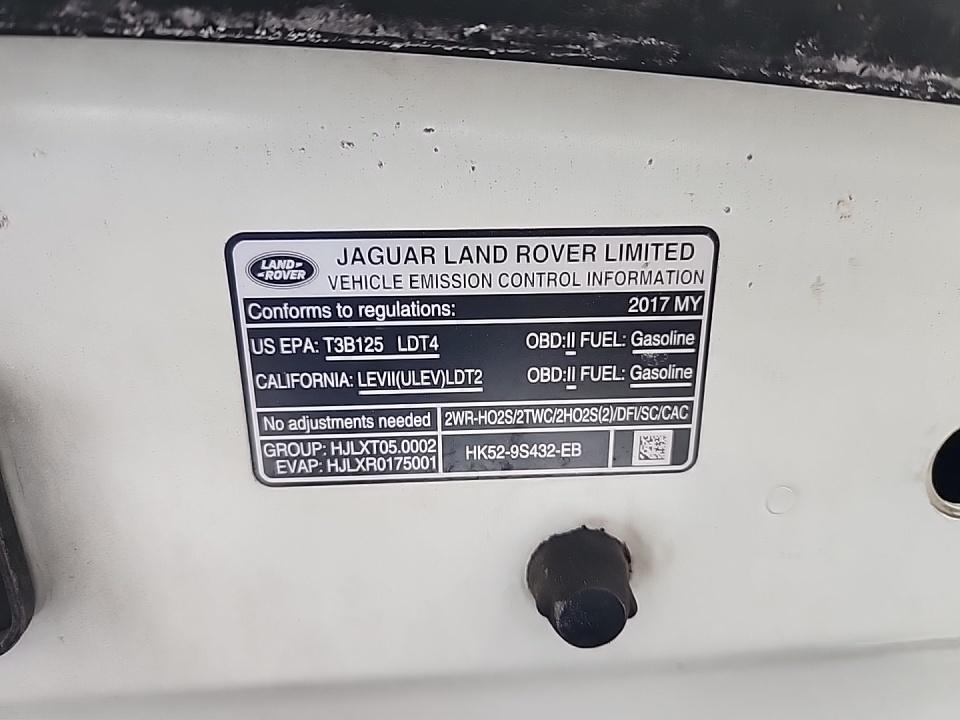 LAND-
-ROVER
JAGUAR LAND ROVER LIMITED
VEHICLE EMISSION CONTROL INFORMATION
Conforms to regulations: 2017 MY
US EPA: T3B125 LDT4 OBD:II FUEL: Gasoline
CALIFORNIA: LEVII(ULEV)LDT2 OBD:II FUEL: Gasoline
No adjustments needed 2WR-HO2S/2TWC/2HO2S(2)/DFI/SC/CAC
GROUP: HJLXT05.0002
EVAP: HJLXR0175001
HK52-9S432-EB